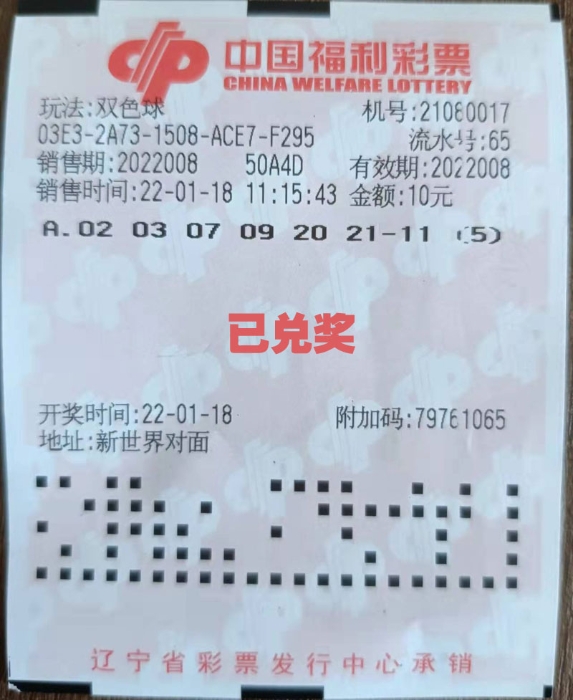 中国福利彩票
CHINA WELFARE LOTTERY
玩法:双色球 机号:21080017
03E3-2A73-1508-ACE7-F295 流水号:65
销售期:2022008 50A4D 有效期:2022008
销售时间:22-01-18 11:15:43 金额:10元
A.02 03 07 09 20 21-11 (5)
已兑奖
开奖时间:22-01-18 附加码:79761065
地址:新世界对面
辽宁省彩票发行中心承销